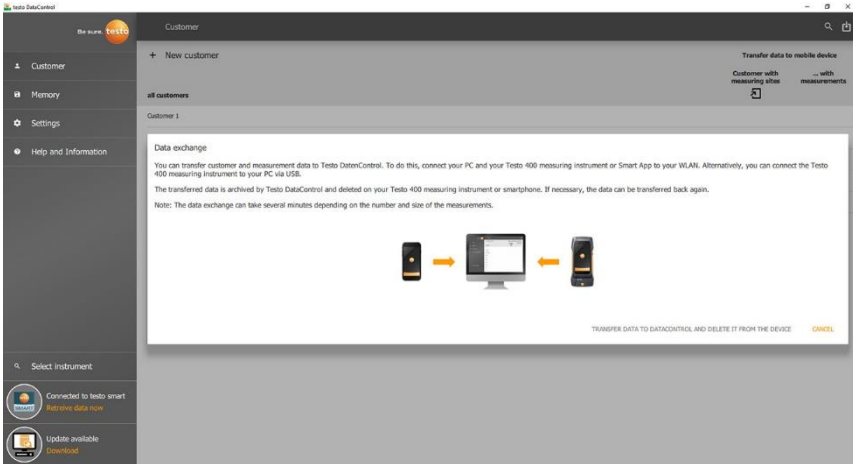 testo DataControl
Be sure. testo
Customer
Customer
+ New customer
Transfer data to mobile device
Customer with
measuring sites
... with
measurements
Memory
all customers
Customer 1
Settings
Help and Information
Data exchange
You can transfer customer and measurement data to Testo DatenControl. To do this, connect your PC and your Testo 400 measuring instrument or Smart App to your WLAN. Alternatively, you can connect the Testo
400 measuring instrument to your PC via USB.
The transferred data is archived by Testo DataControl and deleted on your Testo 400 measuring instrument or smartphone. If necessary, the data can be transferred back again.
Note: The data exchange can take several minutes depending on the number and size of the measurements.
TRANSFER DATA TO DATACONTROL AND DELETE IT FROM THE DEVICE
CANCEL
Select instrument
SMART
Connected to testo smart
Retreive data now
Update available
Download